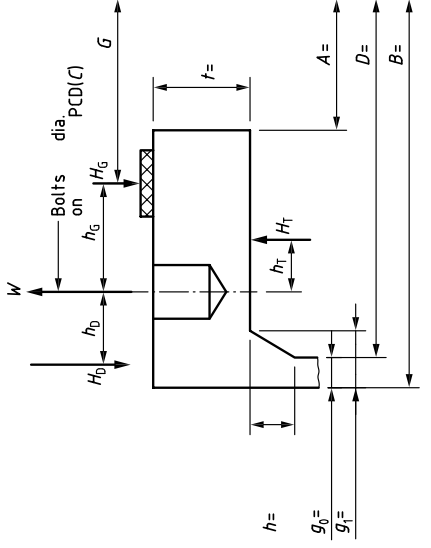 G
A=
D=
B=
t=
Bolts
on
dia.
PCD(C)
H_G
h_G
W
h_D
H_D
H_T
h_T
h=
g_0=
g_1=